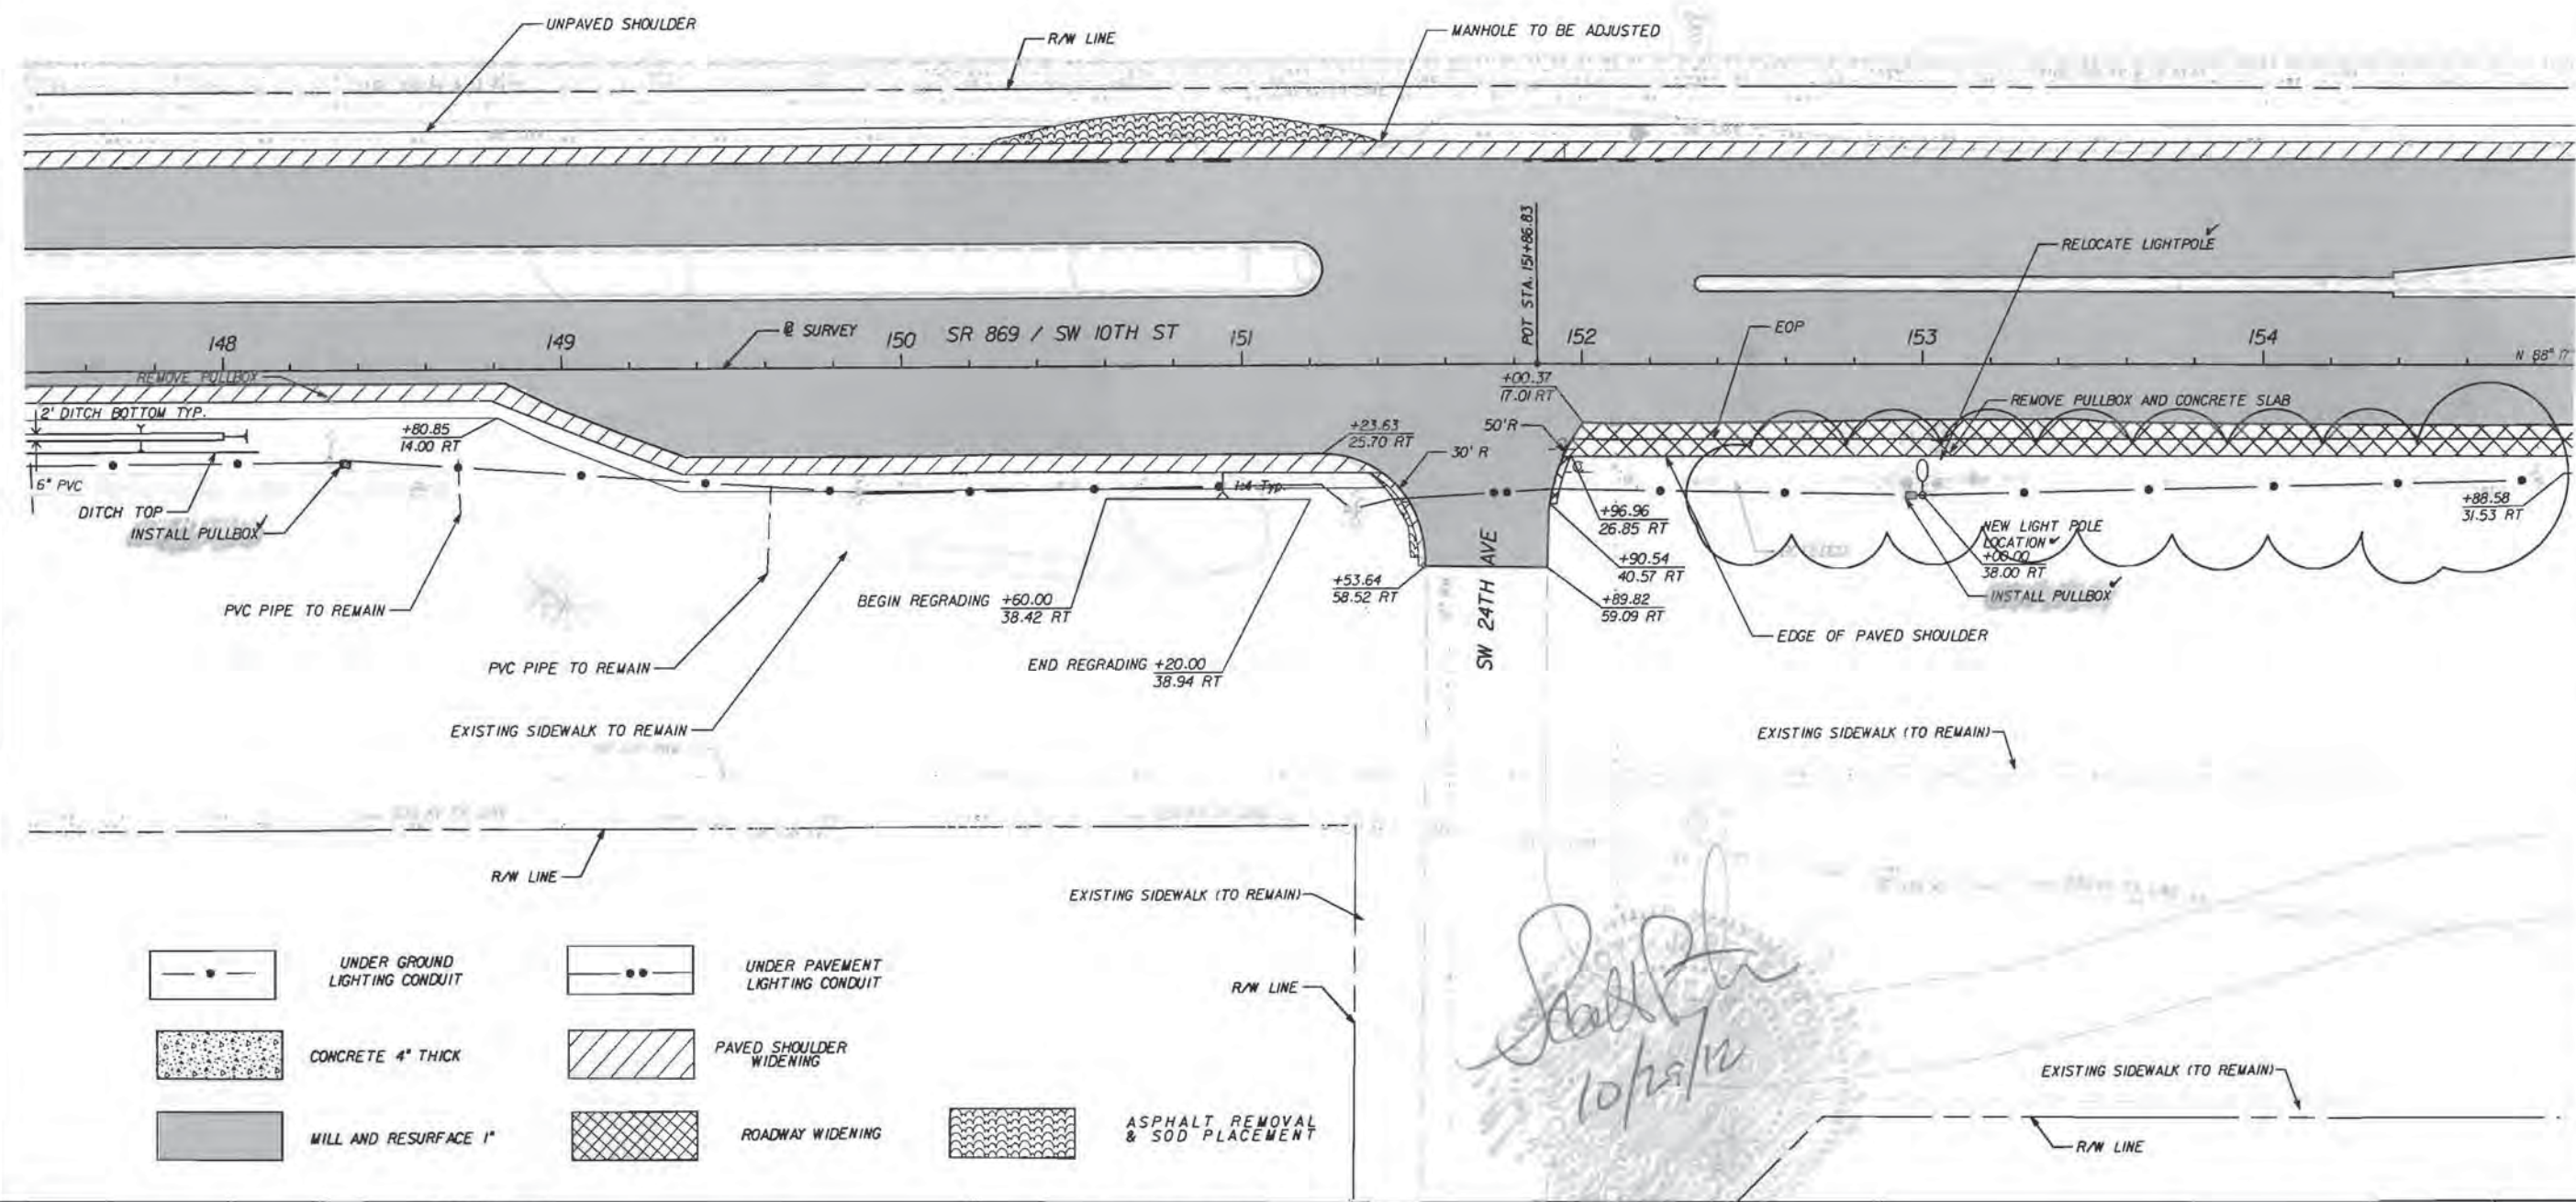 UNPAVED SHOULDER
R/W LINE
MANHOLE TO BE ADJUSTED
POT STA. 151+86.83
RELOCATE LIGHTPOLE
148
149
℄ SURVEY
150
SR 869 / SW 10TH ST
151
152
EOP
153
154
N 88° 17
REMOVE PULLBOX
2' DITCH BOTTOM TYP.
+80.85
14.00 RT
+23.63
25.70 RT
+00.37
17.01 RT
50'R
30' R
REMOVE PULLBOX AND CONCRETE SLAB
6" PVC
DITCH TOP
INSTALL PULLBOX
1:4 Typ.
+96.96
26.85 RT
+88.58
31.53 RT
NEW LIGHT POLE
LOCATION
+00.00
38.00 RT
INSTALL PULLBOX
PVC PIPE TO REMAIN
BEGIN REGRADING +60.00
38.42 RT
+53.64
58.52 RT
SW 24TH AVE
+90.54
40.57 RT
+89.82
59.09 RT
EDGE OF PAVED SHOULDER
PVC PIPE TO REMAIN
END REGRADING +20.00
38.94 RT
EXISTING SIDEWALK TO REMAIN
EXISTING SIDEWALK (TO REMAIN)
R/W LINE
EXISTING SIDEWALK (TO REMAIN)
R/W LINE
UNDER GROUND
LIGHTING CONDUIT
UNDER PAVEMENT
LIGHTING CONDUIT
CONCRETE 4" THICK
PAVED SHOULDER
WIDENING
MILL AND RESURFACE 1"
ROADWAY WIDENING
ASPHALT REMOVAL
& SOD PLACEMENT
10/29/12
EXISTING SIDEWALK (TO REMAIN)
R/W LINE